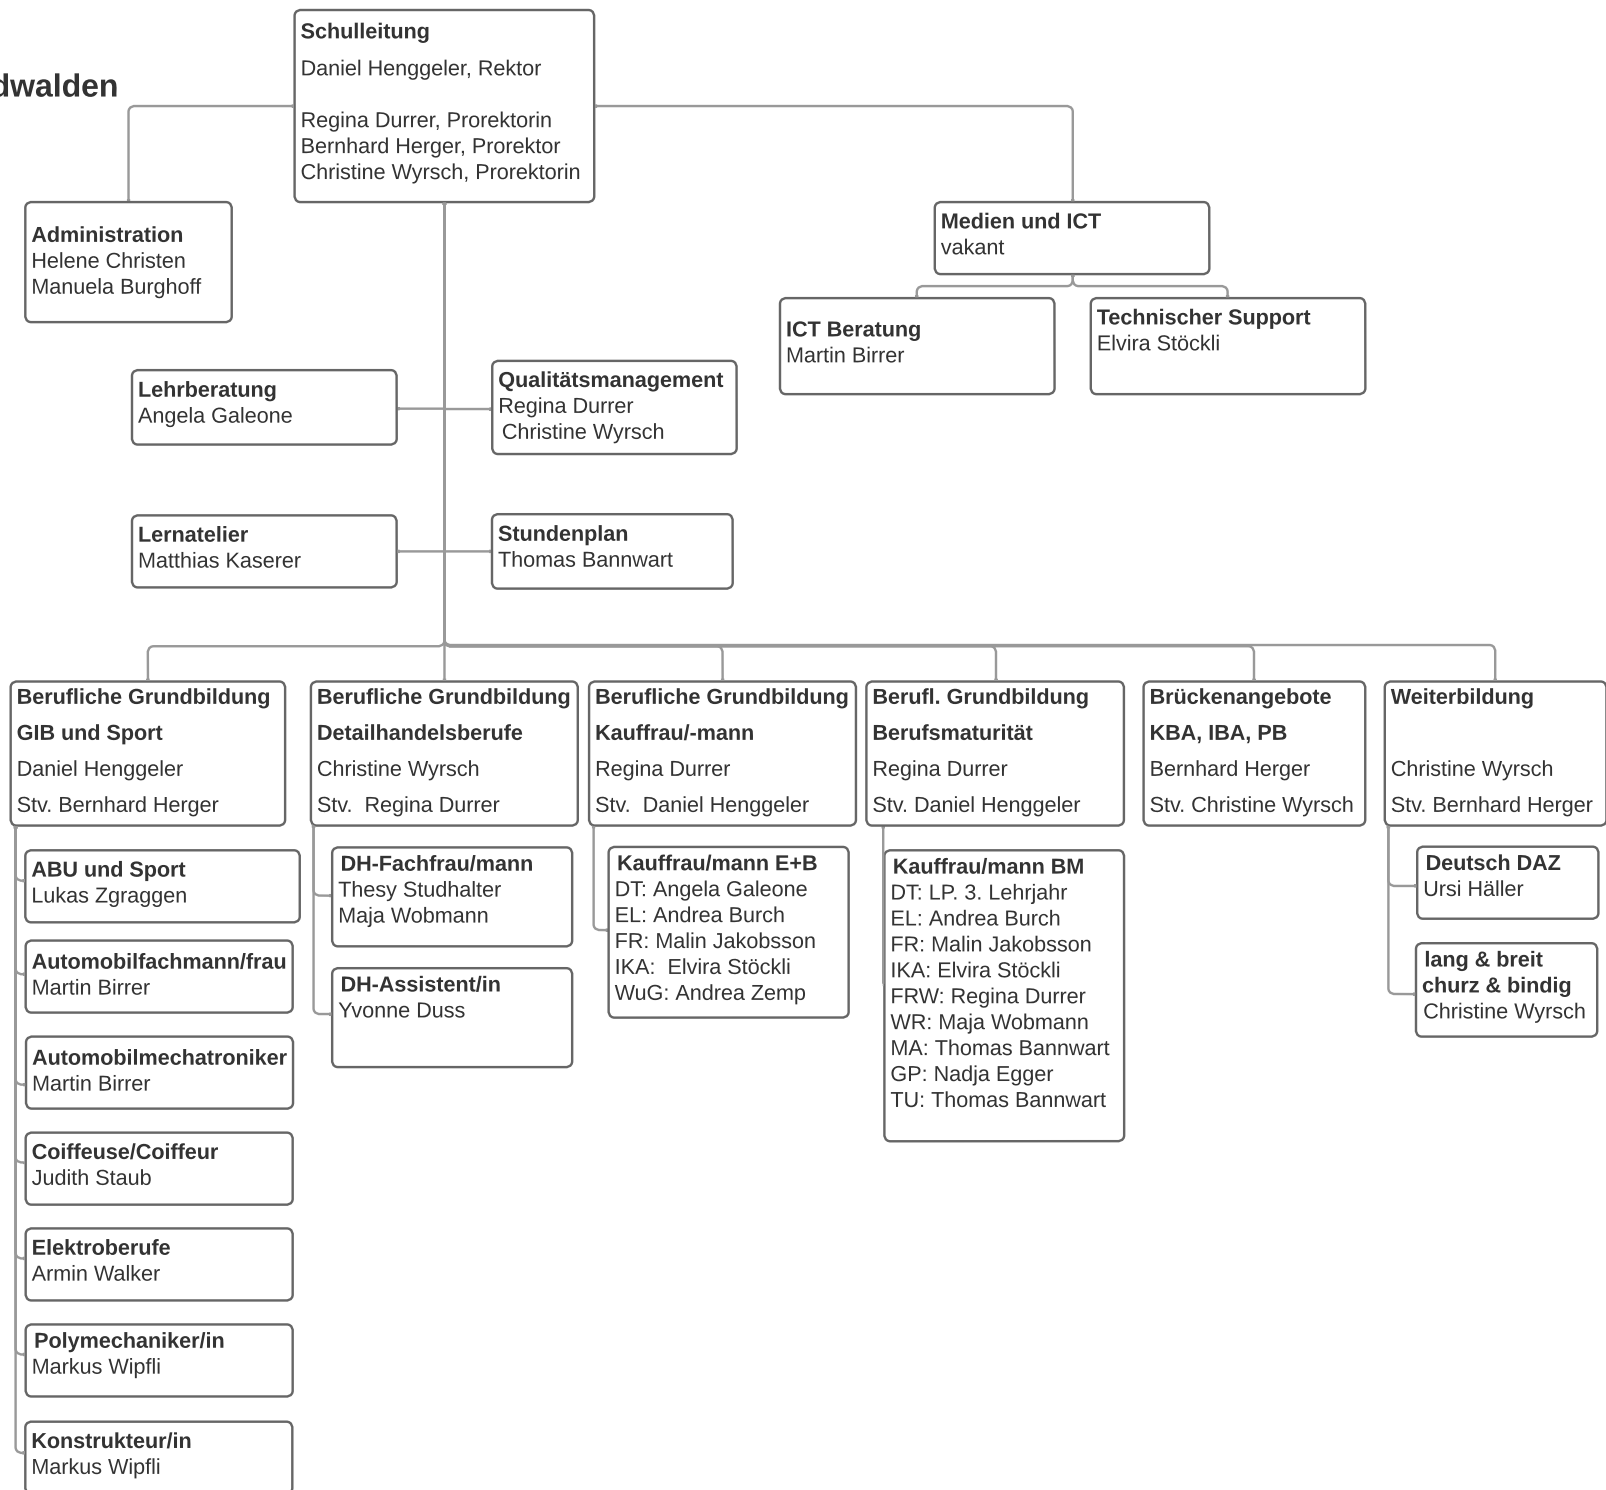 Schulleitung
Daniel Henggeler, Rektor
dwalden
Regina Durrer, Prorektorin
Bernhard Herger, Prorektor
Christine Wyrsch, Prorektorin
Administration
Helene Christen
Manuela Burghoff
Medien und ICT
vakant
ICT Beratung
Martin Birrer
Technischer Support
Elvira Stöckli
Lehrberatung
Angela Galeone
Qualitätsmanagement
Regina Durrer
Christine Wyrsch
Lernatelier
Matthias Kaserer
Stundenplan
Thomas Bannwart
Berufliche Grundbildung
GIB und Sport
Daniel Henggeler
Stv. Bernhard Herger
Berufliche Grundbildung
Detailhandelsberufe
Christine Wyrsch
Stv.  Regina Durrer
Berufliche Grundbildung
Kauffrau/-mann
Regina Durrer
Stv.  Daniel Henggeler
Berufl. Grundbildung
Berufsmaturität
Regina Durrer
Stv. Daniel Henggeler
Brückenangebote
KBA, IBA, PB
Bernhard Herger
Stv. Christine Wyrsch
Weiterbildung
Christine Wyrsch
Stv. Bernhard Herger
ABU und Sport
Lukas Zgraggen
Automobilfachmann/frau
Martin Birrer
Automobilmechatroniker
Martin Birrer
Coiffeuse/Coiffeur
Judith Staub
Elektroberufe
Armin Walker
Polymechaniker/in
Markus Wipfli
Konstrukteur/in
Markus Wipfli
DH-Fachfrau/mann
Thesy Studhalter
Maja Wobmann
DH-Assistent/in
Yvonne Duss
Kauffrau/mann E+B
DT: Angela Galeone
EL: Andrea Burch
FR: Malin Jakobsson
IKA:  Elvira Stöckli
WuG: Andrea Zemp
Kauffrau/mann BM
DT: LP. 3. Lehrjahr
EL: Andrea Burch
FR: Malin Jakobsson
IKA: Elvira Stöckli
FRW: Regina Durrer
WR: Maja Wobmann
MA: Thomas Bannwart
GP: Nadja Egger
TU: Thomas Bannwart
Deutsch DAZ
Ursi Häller
lang & breit
churz & bindig
Christine Wyrsch